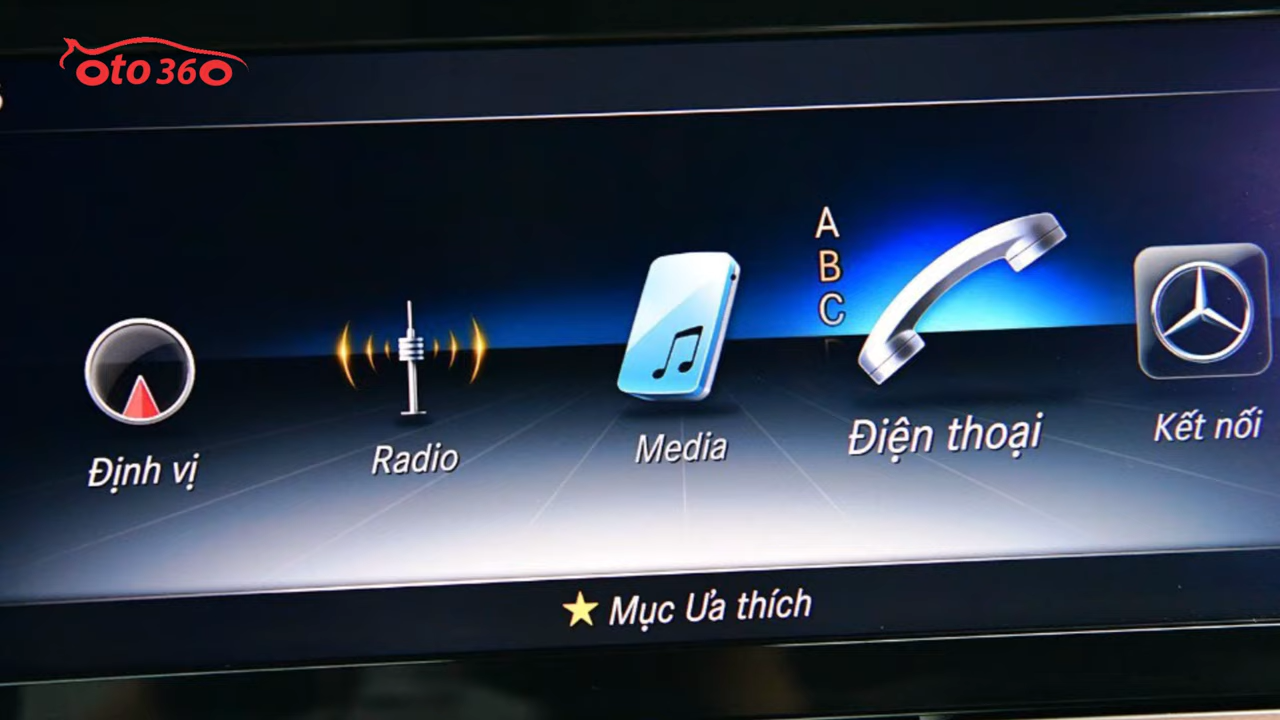 oto 360
A
B
C
Định vị
Radio
Media
Điện thoại
Kết nối
Mục Ưa thích